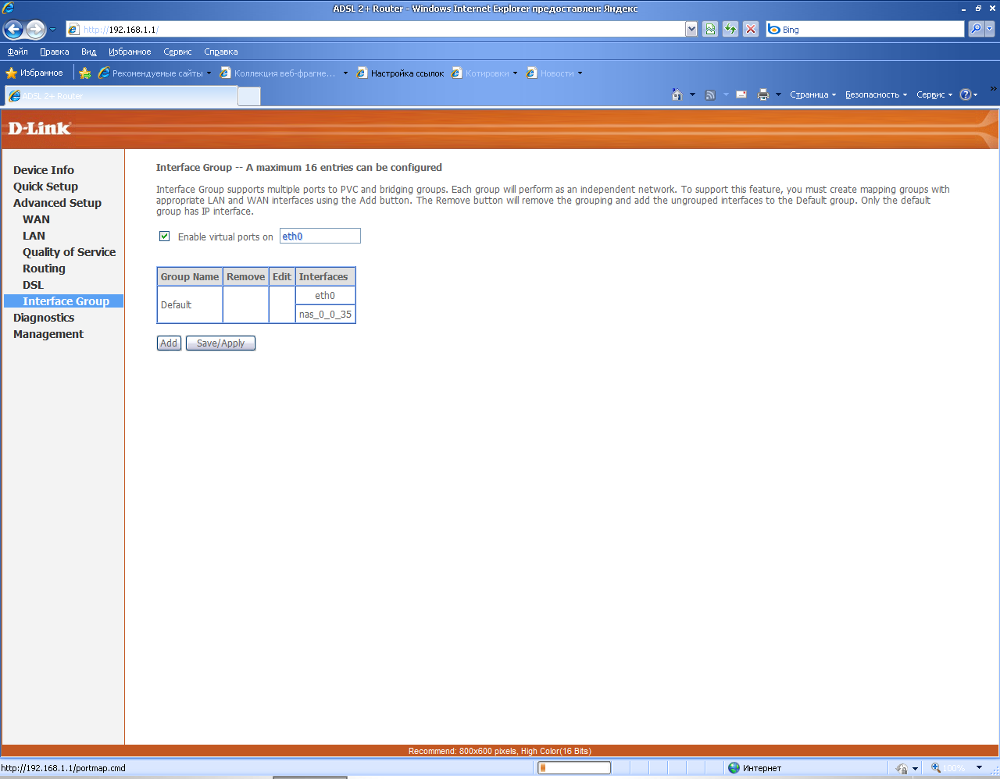 ADSL 2+ Router - Windows Internet Explorer предоставлен: Яндекс
http://192.168.1.1/
Bing
Файл Правка Вид Избранное Сервис Справка
Избранное Рекомендуемые сайты Коллекция веб-фрагме... Настройка ссылок Котировки Новости
ADSL 2+ Router
Страница Безопасность Сервис
D-Link
Device Info
Quick Setup
Advanced Setup
WAN
LAN
Quality of Service
Routing
DSL
Interface Group
Diagnostics
Management
Interface Group -- A maximum 16 entries can be configured
Interface Group supports multiple ports to PVC and bridging groups. Each group will perform as an independent network. To support this feature, you must create mapping groups with
appropriate LAN and WAN interfaces using the Add button. The Remove button will remove the grouping and add the ungrouped interfaces to the Default group. Only the default
group has IP interface.
Enable virtual ports on eth0
Group Name Remove Edit Interfaces
Default
eth0
nas_0_0_35
Add Save/Apply
Recommend: 800x600 pixels, High Color(16 Bits)
http://192.168.1.1/portmap.cmd
Интернет
100%